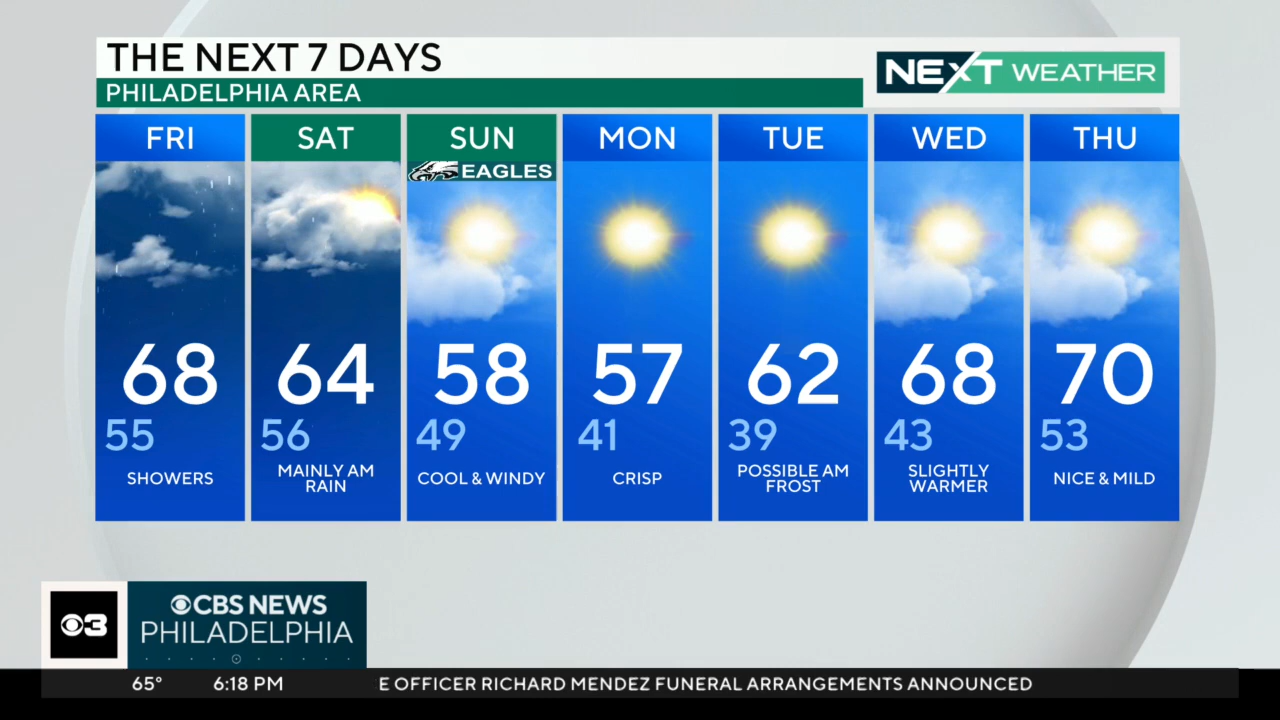 THE NEXT 7 DAYS
PHILADELPHIA AREA
NEXT WEATHER
FRI SAT SUN MON TUE WED THU
EAGLES
68 64 58 57 62 68 70
55 56 49 41 39 43 53
SHOWERS
MAINLY AM
RAIN
COOL & WINDY
CRISP
POSSIBLE AM
FROST
SLIGHTLY
WARMER
NICE & MILD
3
CBS NEWS
PHILADELPHIA
65° 6:18 PM E OFFICER RICHARD MENDEZ FUNERAL ARRANGEMENTS ANNOUNCED